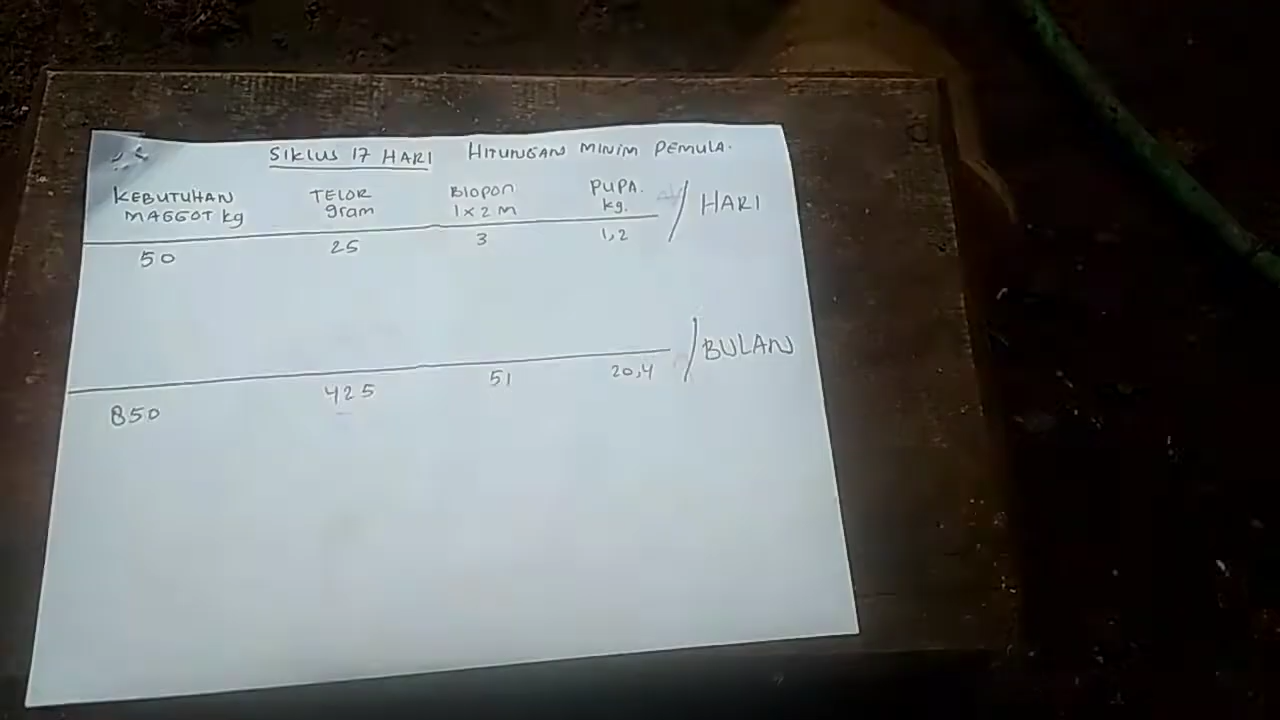 SIKLUS 17 HARI HITUNGAN MINIM PEMULA.
KEBUTUHAN TELOR BIOPON PUPA.
MAGGOT kg gram 1x2 M kg. / HARI
50 25 3 1,2
/ BULAN
850 425 51 20,4